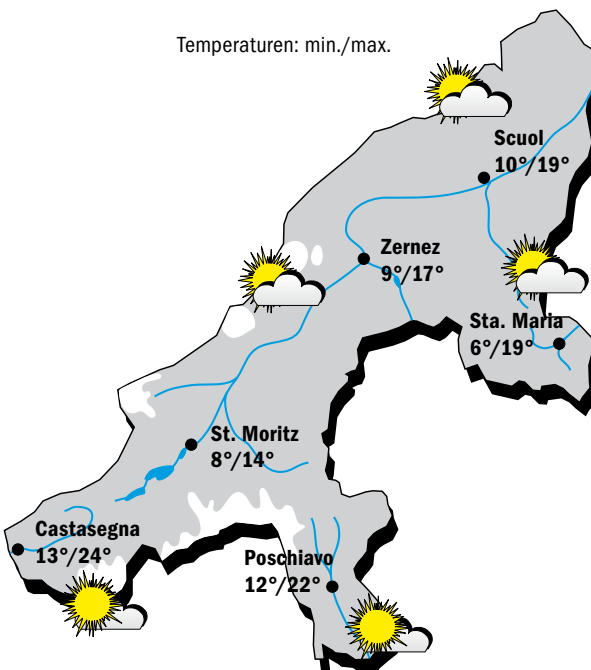 Temperaturen: min./max.
Scuol
10°/19°
Zernez
9°/17°
Sta. Maria
6°/19°
St. Moritz
8°/14°
Castasegna
13°/24°
Poschiavo
12°/22°